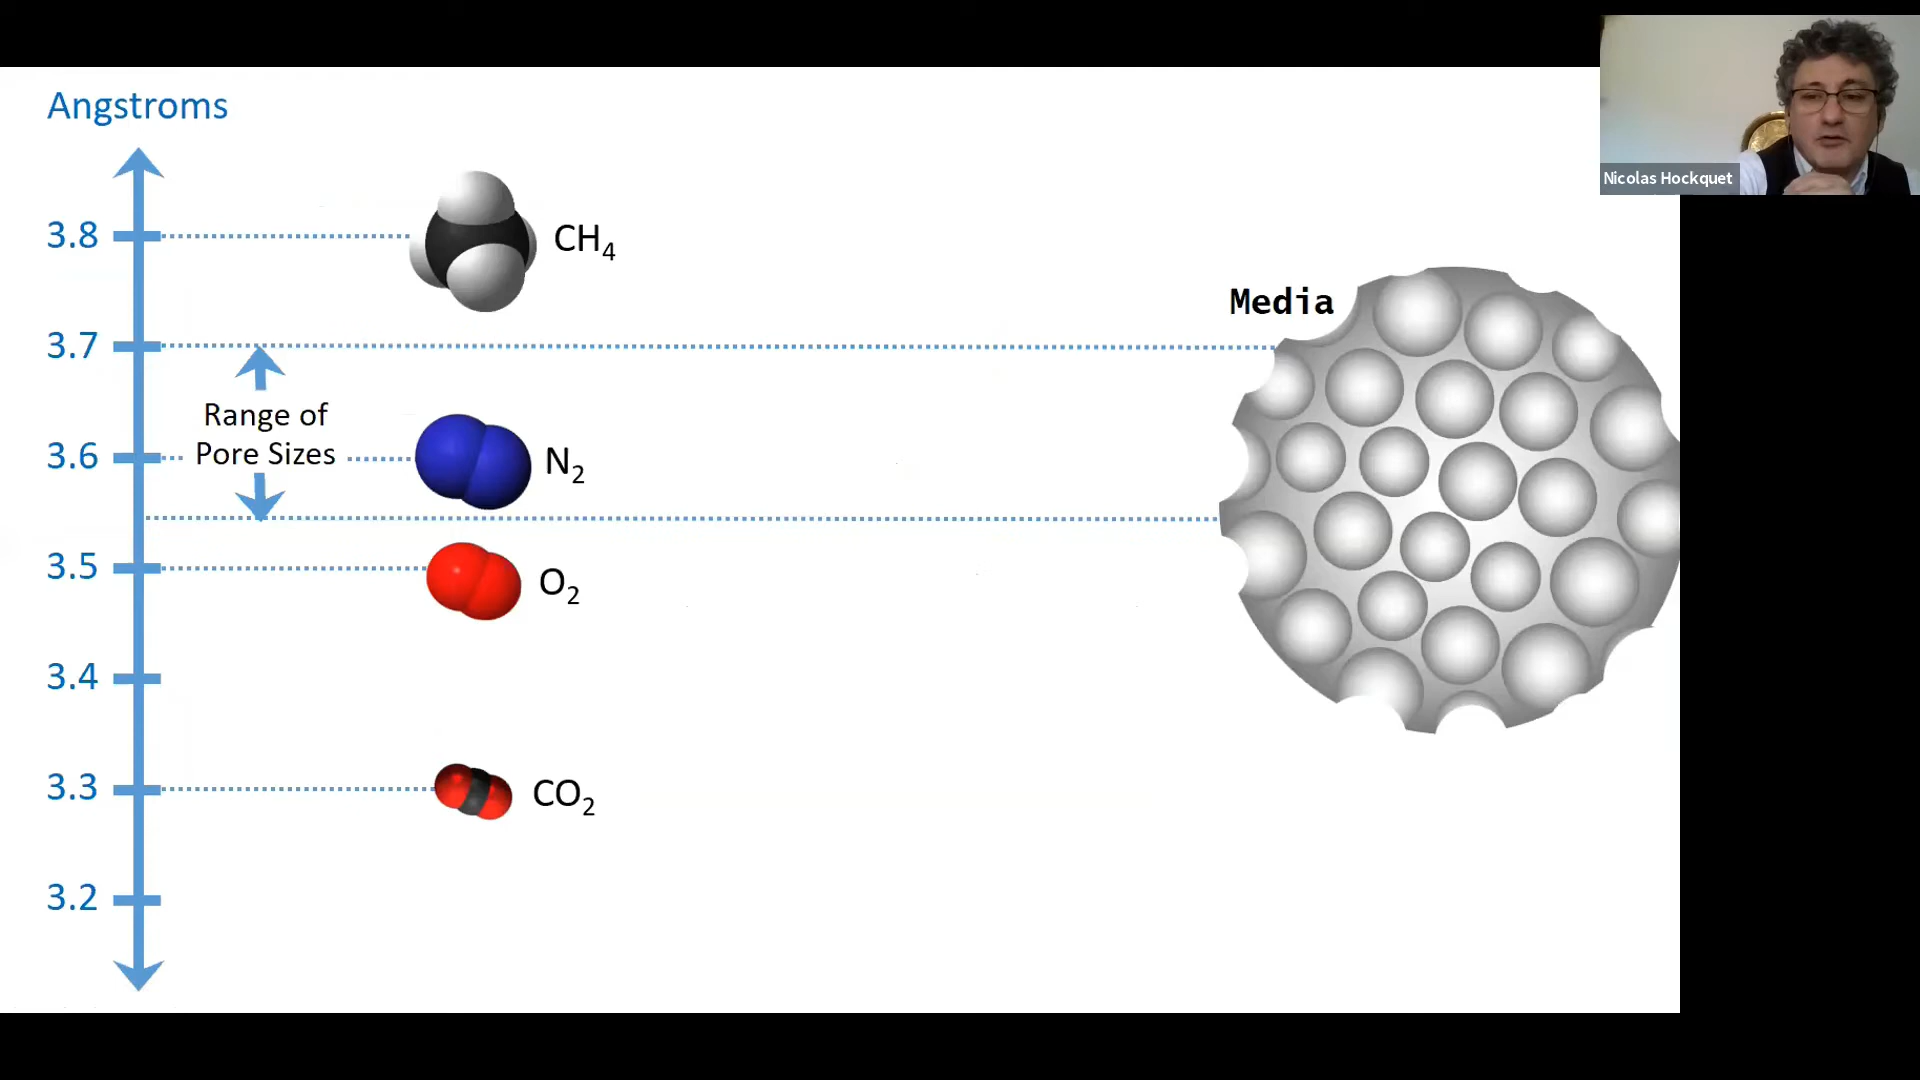 Nicolas Hockquet
Angstroms
3.8
CH4
Media
3.7
Range of
Pore Sizes
3.6
N2
3.5
O2
3.4
3.3
CO2
3.2